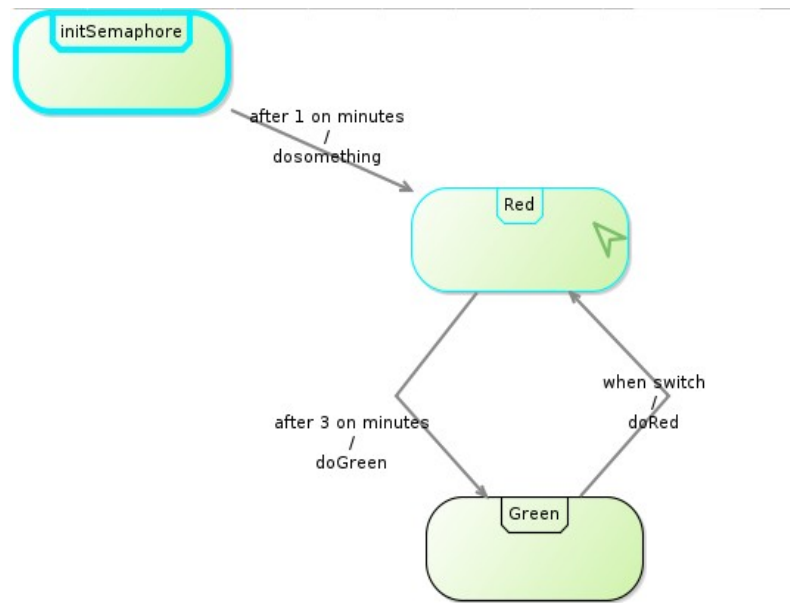 initSemaphore
after 1 on minutes
/
dosomething
Red
when switch
/
doRed
after 3 on minutes
/
doGreen
Green